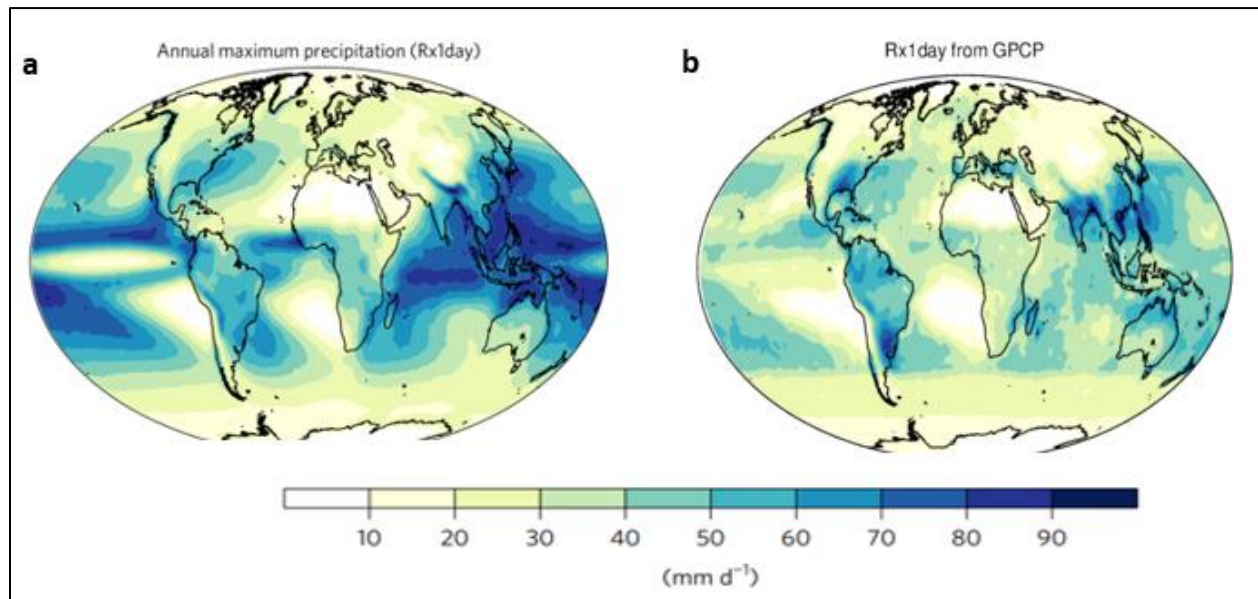 a
Annual maximum precipitation (Rx1day)
b
Rx1day from GPCP
10 20 30 40 50 60 70 80 90
(mm d⁻¹)